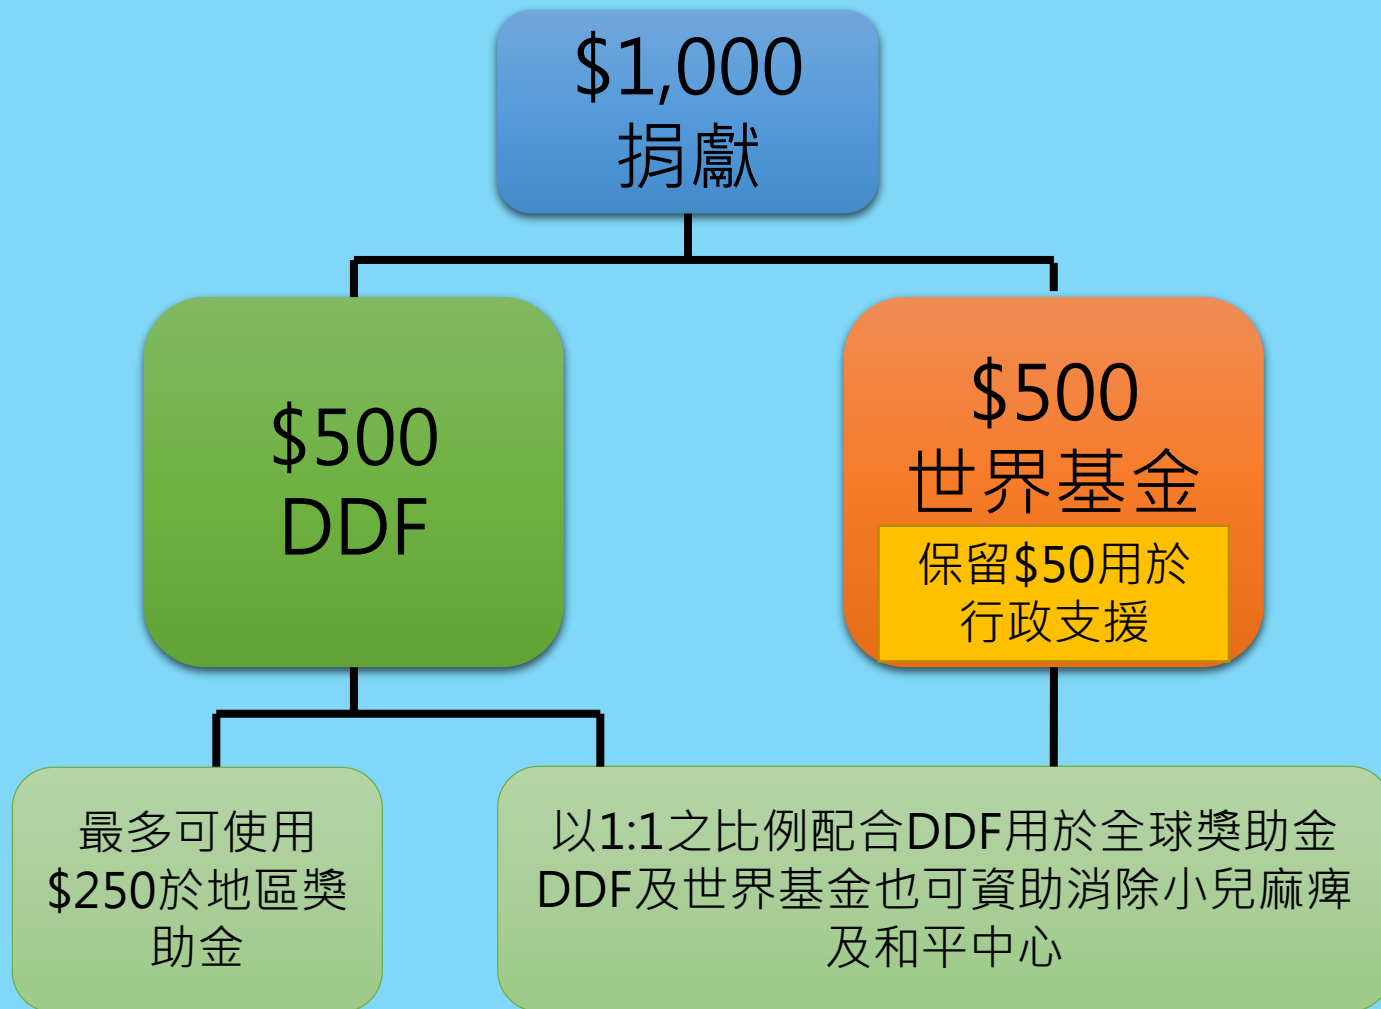 $1,000
捐獻
$500
DDF
$500
世界基金
保留$50用於
行政支援
最多可使用
$250於地區獎
助金
以1:1之比例配合DDF用於全球獎助金
DDF及世界基金也可資助消除小兒麻痺
及和平中心